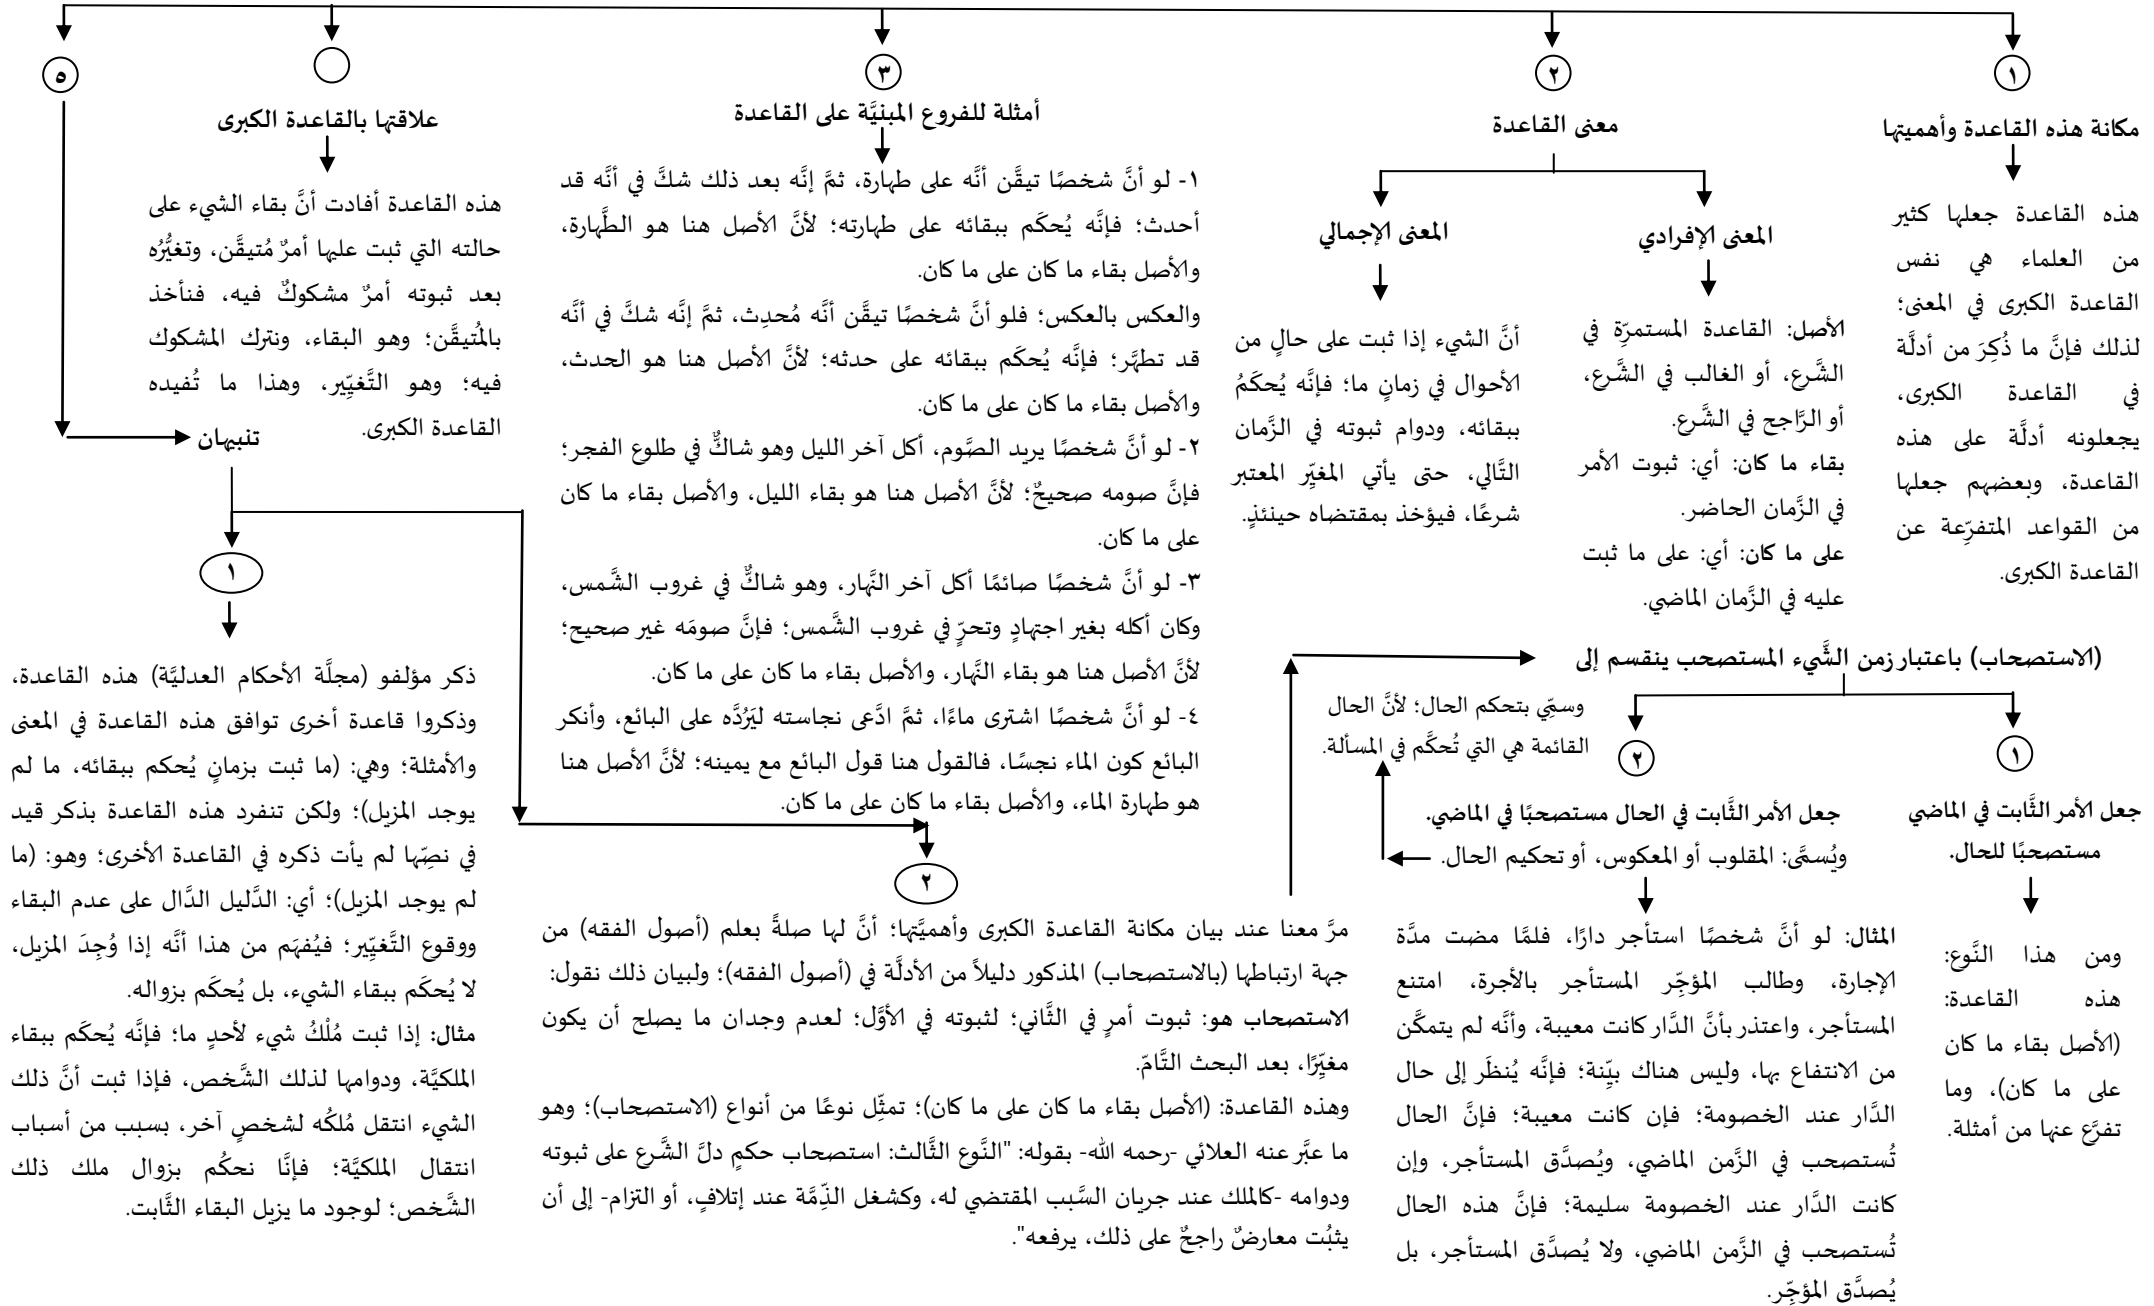 ١
مكانة هذه القاعدة وأهميتها
هذه القاعدة جعلها كثير
من العلماء هي نفس
القاعدة الكبرى في المعنى؛
لذلك فإنَّ ما ذُكِرَ من أدلَّة
في القاعدة الكبرى،
يجعلونه أدلَّة على هذه
القاعدة، وبعضهم جعلها
من القواعد المتفرّعة عن
القاعدة الكبرى.
٢
معنى القاعدة
المعنى الإفرادي
الأصل: القاعدة المستمرّة في
الشَّرع، أو الغالب في الشَّرع،
أو الرَّاجح في الشَّرع.
بقاء ما كان: أي: ثبوت الأمر
في الزَّمان الحاضر.
على ما كان: أي: على ما ثبت
عليه في الزَّمان الماضي.
المعنى الإجمالي
أنَّ الشيء إذا ثبت على حالٍ من
الأحوال في زمانٍ ما؛ فإنَّه يُحكَمُ
ببقائه، ودوام ثبوته في الزَّمان
التَّالي، حتى يأتي المغيِّر المعتبر
شرعًا، فيؤخذ بمقتضاه حينئذٍ.
٣
أمثلة للفروع المبنيَّة على القاعدة
١- لو أنَّ شخصًا تيقَّن أنَّه على طهارة، ثمَّ إنَّه بعد ذلك شكَّ في أنَّه قد
أحدث؛ فإنَّه يُحكَم ببقائه على طهارته؛ لأنَّ الأصل هنا هو الطَّهارة،
والأصل بقاء ما كان على ما كان.
والعكس بالعكس؛ فلو أنَّ شخصًا تيقَّن أنَّه مُحدِث، ثمَّ إنَّه شكَّ في أنَّه
قد تطهَّر؛ فإنَّه يُحكَم ببقائه على حدثه؛ لأنَّ الأصل هنا هو الحدث،
والأصل بقاء ما كان على ما كان.
٢- لو أنَّ شخصًا يريد الصَّوم، أكل آخر الليل وهو شاكٌّ في طلوع الفجر؛
فإنَّ صومه صحيحٌ؛ لأنَّ الأصل هنا هو بقاء الليل، والأصل بقاء ما كان
على ما كان.
٣- لو أنَّ شخصًا صائمًا أكل آخر النَّهار، وهو شاكٌّ في غروب الشَّمس،
وكان أكله بغير اجتهادٍ وتحرّ في غروب الشَّمس؛ فإنَّ صومَه غير صحيح؛
لأنَّ الأصل هنا هو بقاء النَّهار، والأصل بقاء ما كان على ما كان.
٤- لو أنَّ شخصًا اشترى ماءًا، ثمَّ ادَّعى نجاسته ليَرُدَّه على البائع، وأنكر
البائع كون الماء نجسًا، فالقول هنا قول البائع مع يمينه؛ لأنَّ الأصل هنا
هو طهارة الماء، والأصل بقاء ما كان على ما كان.
علاقتها بالقاعدة الكبرى
هذه القاعدة أفادت أنَّ بقاء الشيء على
حالته التي ثبت عليها أمرٌ مُتيقَّن، وتغيُّرُه
بعد ثبوته أمرٌ مشكوكٌ فيه، فنأخذ
بالمُتيقَّن؛ وهو البقاء، ونترك المشكوك
فيه؛ وهو التَّغيِّير، وهذا ما تُفيده
القاعدة الكبرى.
٥
تنبيهان
١
ذكر مؤلفو (مجلَّة الأحكام العدليَّة) هذه القاعدة،
وذكروا قاعدة أخرى توافق هذه القاعدة في المعنى
والأمثلة؛ وهي: (ما ثبت بزمانٍ يُحكم ببقائه، ما لم
يوجد المزيل)؛ ولكن تنفرد هذه القاعدة بذكر قيد
في نصِّها لم يأت ذكره في القاعدة الأخرى؛ وهو: (ما
لم يوجد المزيل)؛ أي: الدَّليل الدَّال على عدم البقاء
ووقوع التَّغيِّير؛ فيُفهَم من هذا أنَّه إذا وُجِدَ المزيل،
لا يُحكَم ببقاء الشيء، بل يُحكَم بزواله.
مثال: إذا ثبت مُلْكُ شيء لأحدٍ ما؛ فإنَّه يُحكَم ببقاء
الملكيَّة، ودوامها لذلك الشَّخص، فإذا ثبت أنَّ ذلك
الشيء انتقل مُلكُه لشخصٍ آخر، بسبب من أسباب
انتقال الملكيَّة؛ فإنَّا نحكُم بزوال ملك ذلك
الشَّخص؛ لوجود ما يزيل البقاء الثَّابت.
٢
مرَّ معنا عند بيان مكانة القاعدة الكبرى وأهميَّتها؛ أنَّ لها صلةً بعلم (أصول الفقه) من
جهة ارتباطها (بالاستصحاب) المذكور دليلاً من الأدلَّة في (أصول الفقه)؛ ولبيان ذلك نقول:
الاستصحاب هو: ثبوت أمرٍ في الثَّاني؛ لثبوته في الأوَّل؛ لعدم وجدان ما يصلح أن يكون
مغيِّرًا، بعد البحث التَّامّ.
وهذه القاعدة: (الأصل بقاء ما كان على ما كان)؛ تمثِّل نوعًا من أنواع (الاستصحاب)؛ وهو
ما عبَّر عنه العلائي -رحمه الله- بقوله: "النَّوع الثَّالث: استصحاب حكمٍ دلَّ الشَّرع على ثبوته
ودوامه -كالملك عند جريان السَّبب المقتضي له، وكشغل الذِّمَّة عند إتلافٍ، أو التزام- إلى أن
يثبُت معارضٌ راجحٌ على ذلك، يرفعه".
(الاستصحاب) باعتبار زمن الشَّيء المستصحب ينقسم إلى
١
جعل الأمر الثَّابت في الماضي
مستصحبًا للحال.
ومن هذا النَّوع:
هذه القاعدة:
(الأصل بقاء ما كان
على ما كان)، وما
تفرَّع عنها من أمثلة.
٢
جعل الأمر الثَّابت في الحال مستصحبًا في الماضي.
ويُسمَّى: المقلوب أو المعكوس، أو تحكيم الحال.
وسمِّي بتحكم الحال؛ لأنَّ الحال
القائمة هي التي تُحكَّم في المسألة.
المثال: لو أنَّ شخصًا استأجر دارًا، فلمَّا مضت مدَّة
الإجارة، وطالب المؤجِّر المستأجر بالأجرة، امتنع
المستأجر، واعتذر بأنَّ الدَّار كانت معيبة، وأنَّه لم يتمكَّن
من الانتفاع بها، وليس هناك بيِّنة؛ فإنَّه يُنظَر إلى حال
الدَّار عند الخصومة؛ فإن كانت معيبة؛ فإنَّ الحال
تُستصحب في الزَّمن الماضي، ويُصدَّق المستأجر، وإن
كانت الدَّار عند الخصومة سليمة؛ فإنَّ هذه الحال
تُستصحب في الزَّمن الماضي، ولا يُصدَّق المستأجر، بل
يُصدَّق المؤجِّر.